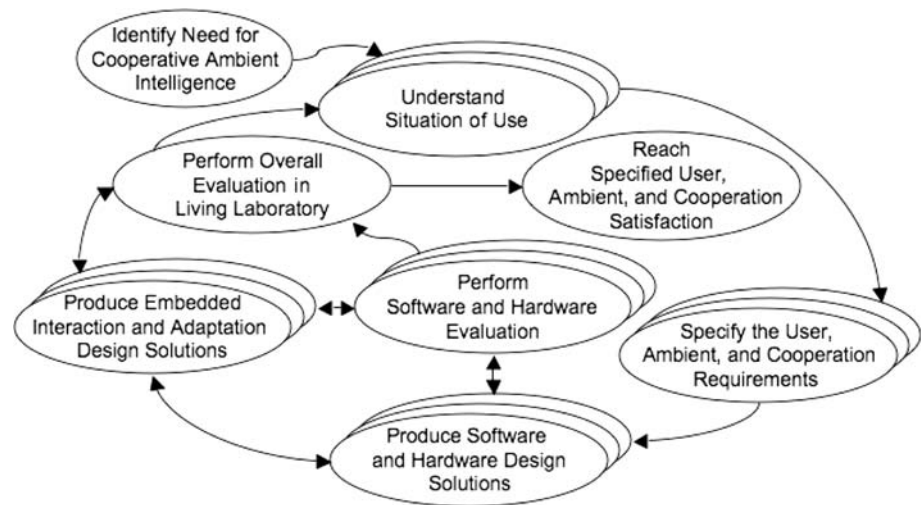 Identify Need for
Cooperative Ambient
Intelligence
Understand
Situation of Use
Perform Overall
Evaluation in
Living Laboratory
Reach
Specified User,
Ambient, and Cooperation
Satisfaction
Produce Embedded
Interaction and Adaptation
Design Solutions
Perform
Software and Hardware
Evaluation
Specify the User,
Ambient, and Cooperation
Requirements
Produce Software
and Hardware Design
Solutions